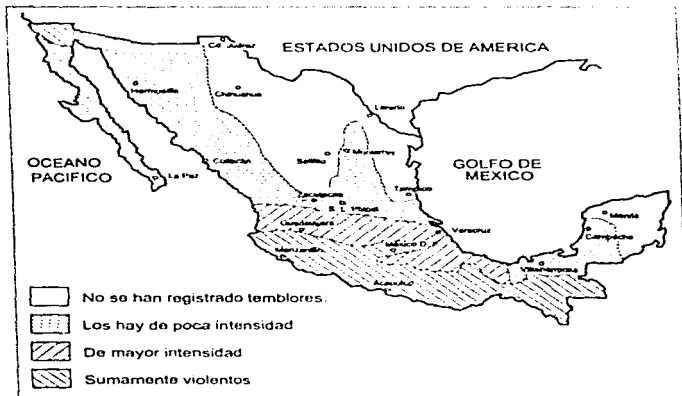 ESTADOS UNIDOS DE AMERICA
Cd. Juárez
Hermosillo
Chihuahua
Laredo
OCEANO
PACIFICO
La Paz
Culiacán
Saltillo
Monterrey
GOLFO DE
MEXICO
Zacatecas
S. L. Potosí
Tampico
Guadalajara
Manzanillo
México D.
Veracruz
Mérida
Campeche
Villahermosa
Acapulco
No se han registrado temblores.
Los hay de poca intensidad
De mayor intensidad
Sumamente violentos